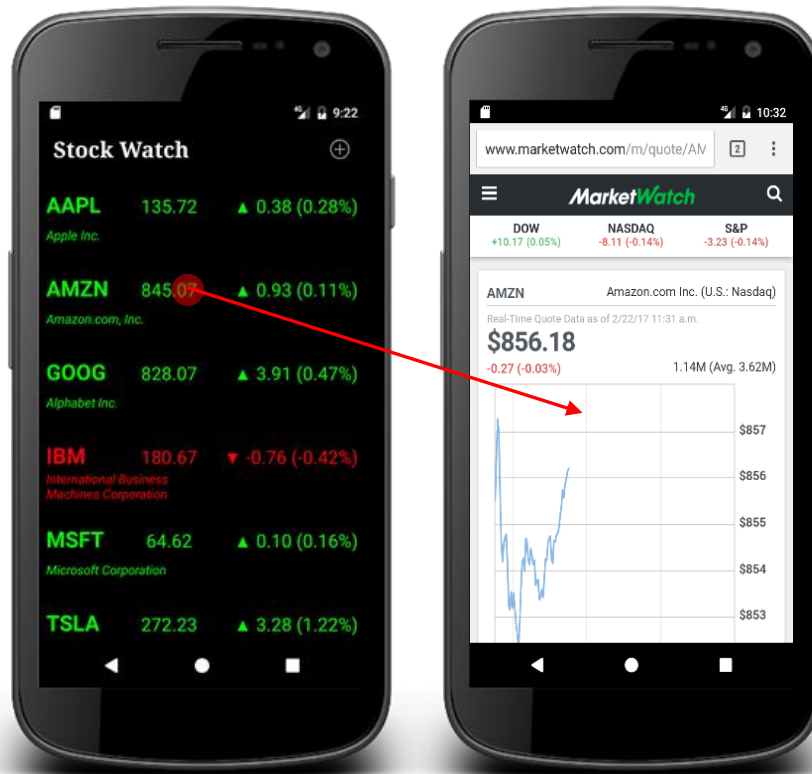 4G 9:22
Stock Watch
AAPL 135.72 ▲ 0.38 (0.28%)
Apple Inc.
AMZN 845.07 ▲ 0.93 (0.11%)
Amazon.com, Inc.
GOOG 828.07 ▲ 3.91 (0.47%)
Alphabet Inc.
IBM 180.67 ▼ -0.76 (-0.42%)
International Business
Machines Corporation
MSFT 64.62 ▲ 0.10 (0.16%)
Microsoft Corporation
TSLA 272.23 ▲ 3.28 (1.22%)
4G 10:32
www.marketwatch.com/m/quote/AM 2
MarketWatch
DOW NASDAQ S&P
+10.17 (0.05%) -8.11 (-0.14%) -3.23 (-0.14%)
AMZN Amazon.com Inc. (U.S.: Nasdaq)
Real-Time Quote Data as of 2/22/17 11:31 a.m.
$856.18
-0.27 (-0.03%) 1.14M (Avg. 3.62M)
$857
$856
$855
$854
$853